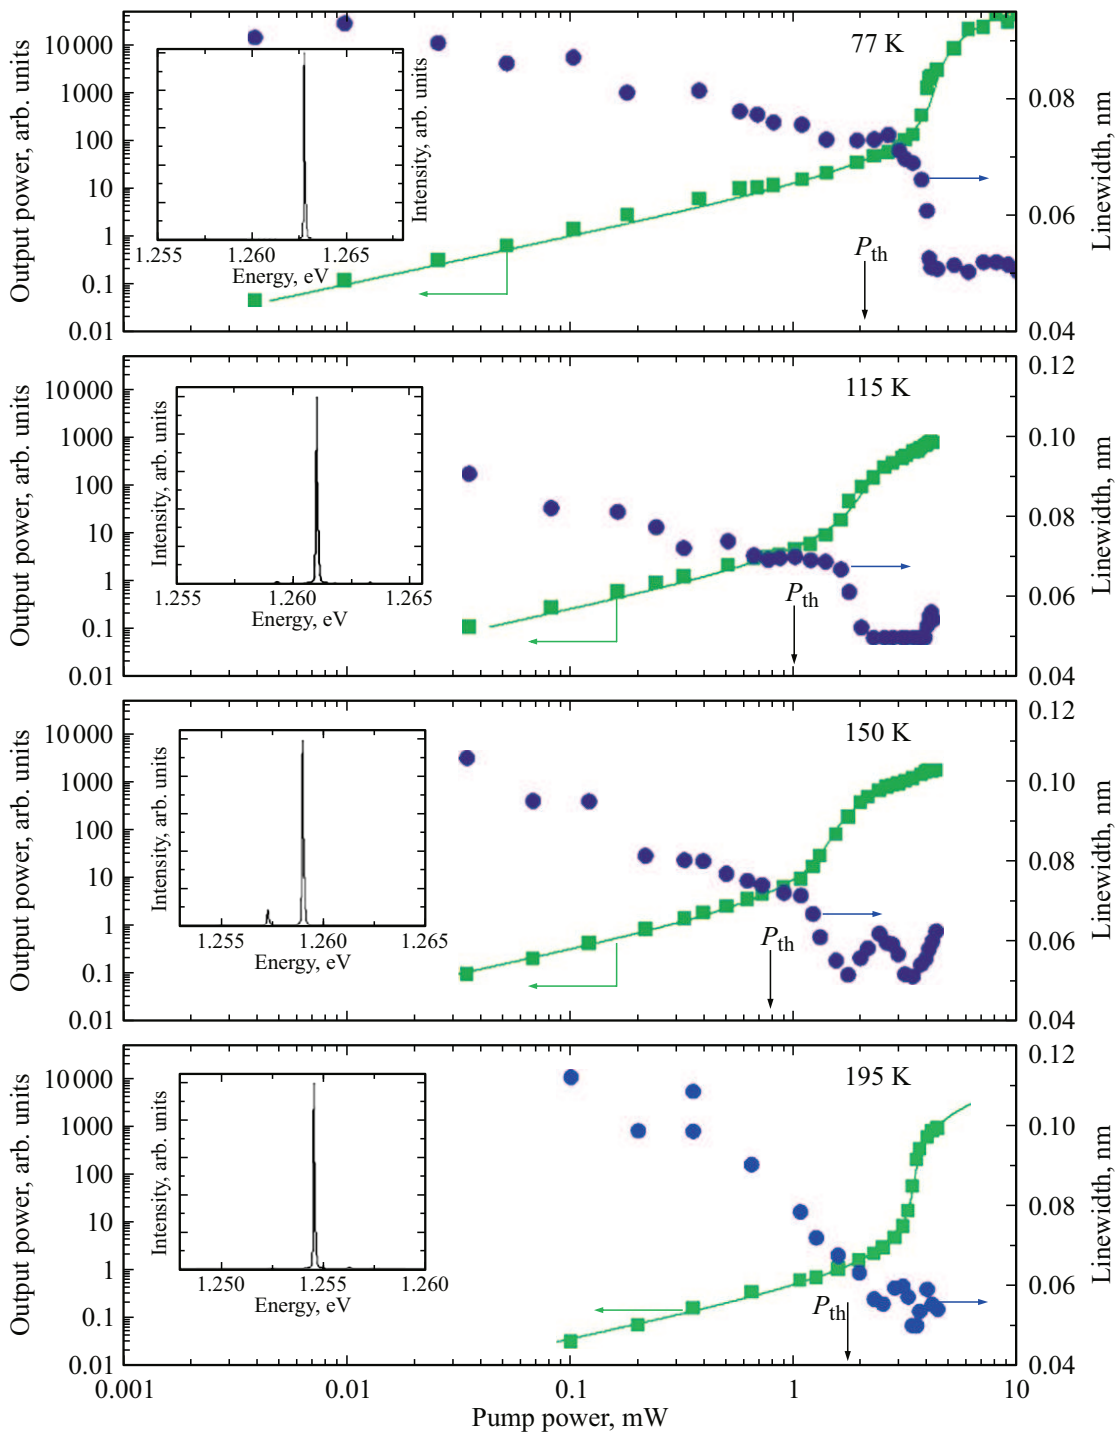 77 K
Output power, arb. units
10000
1000
100
10
1
0.1
0.01
Intensity, arb. units
1.255
1.260
1.265
Energy, eV
P_th
0.08
0.06
0.04
Linewidth, nm
115 K
Output power, arb. units
10000
1000
100
10
1
0.1
0.01
Intensity, arb. units
1.255
1.260
1.265
Energy, eV
P_th
0.12
0.10
0.08
0.06
0.04
Linewidth, nm
150 K
Output power, arb. units
10000
1000
100
10
1
0.1
0.01
Intensity, arb. units
1.255
1.260
1.265
Energy, eV
P_th
0.12
0.10
0.08
0.06
0.04
Linewidth, nm
195 K
Output power, arb. units
10000
1000
100
10
1
0.1
0.01
Intensity, arb. units
1.250
1.255
1.260
Energy, eV
P_th
0.12
0.10
0.08
0.06
0.04
Linewidth, nm
0.001
0.01
0.1
1
10
Pump power, mW